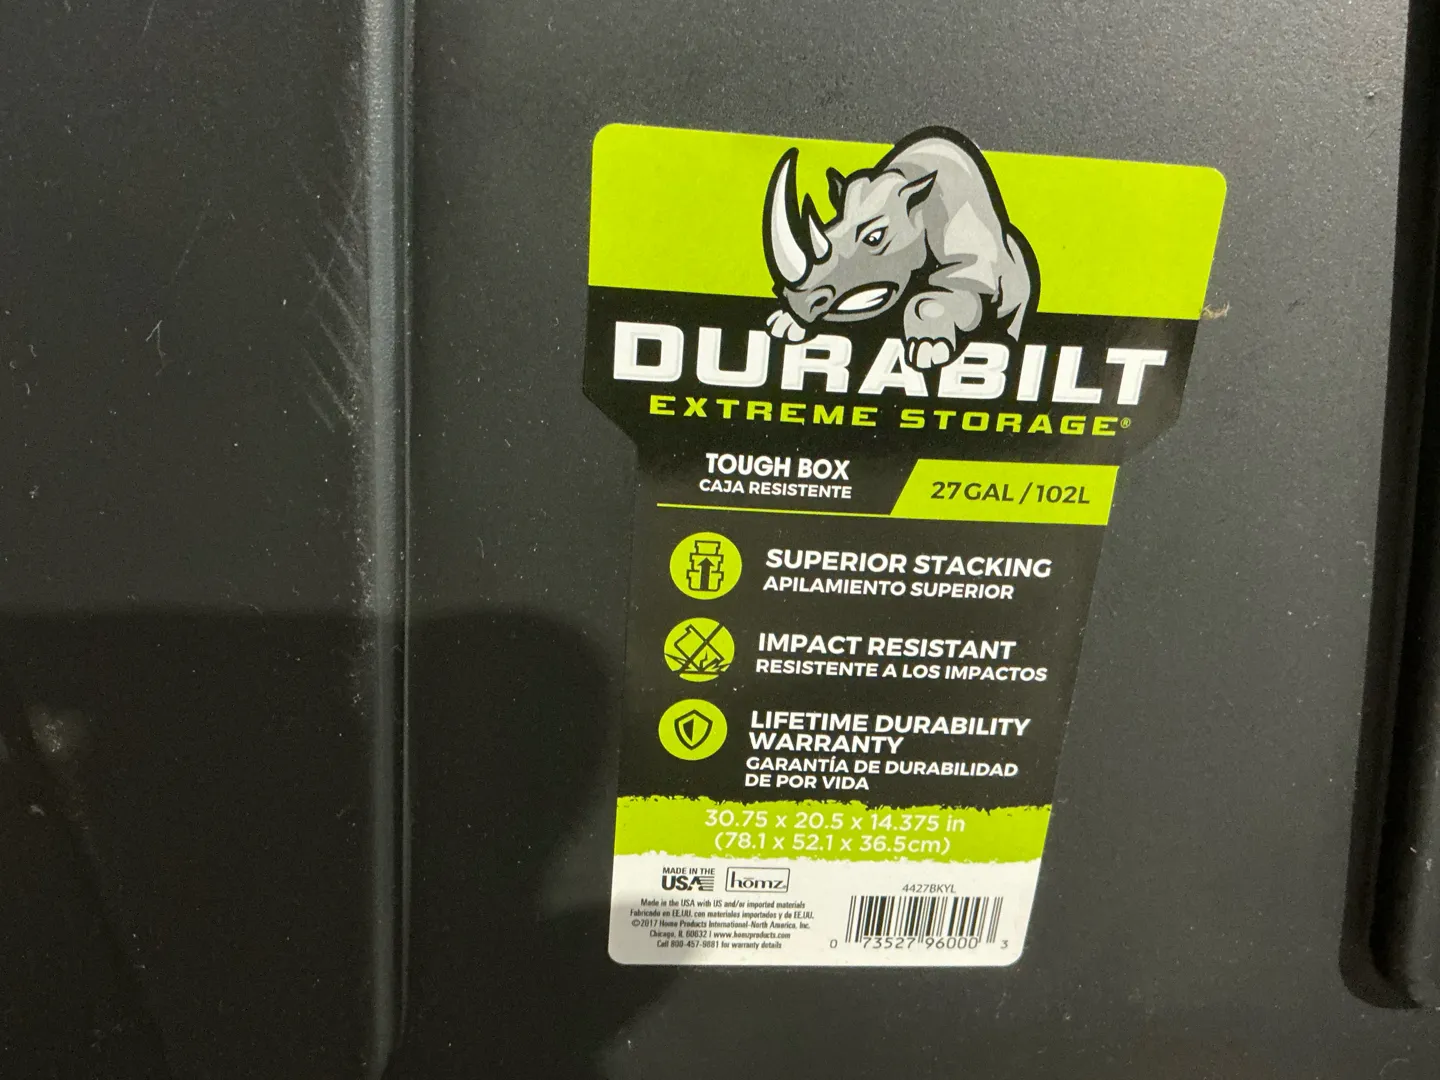 DURABILT
EXTREME STORAGE®
TOUGH BOX
CAJA RESISTENTE
27 GAL / 102L
SUPERIOR STACKING
APILAMIENTO SUPERIOR
IMPACT RESISTANT
RESISTENTE A LOS IMPACTOS
LIFETIME DURABILITY
WARRANTY
GARANTÍA DE DURABILIDAD
DE POR VIDA
30.75 x 20.5 x 14.375 in
(78.1 x 52.1 x 36.5cm)
MADE IN THE
USA
hōmz
Made in the USA with US and/or imported materials
Fabricado en EE.UU. con materiales importados y de EE.UU.
©2017 Home Products International-North America, Inc.
Chicago, IL 60632 | www.homzproducts.com
Call 800-457-9881 for warranty details
4427BKYL
0 73527 96000 3